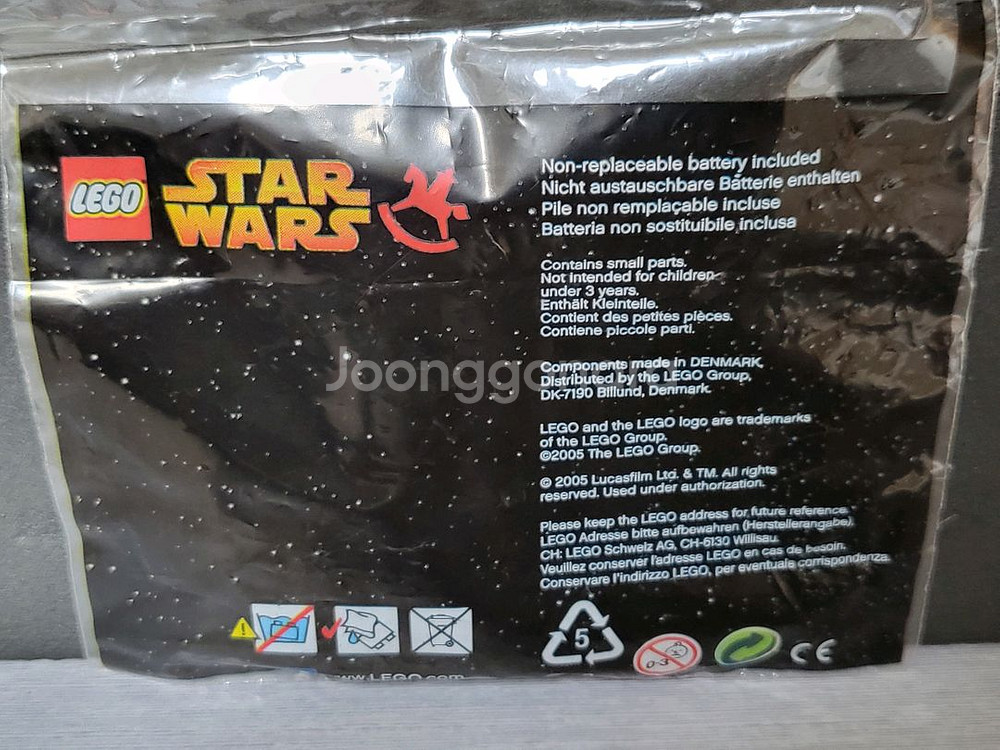 LEGO
STAR
WARS
Non-replaceable battery included
Nicht austauschbare Batterie enthalten
Pile non remplaçable incluse
Batteria non sostituibile inclusa
Contains small parts.
Not intended for children
under 3 years.
Enthält Kleinteile.
Contient des petites pièces.
Contiene piccole parti.
Joongg
Components made in DENMARK,
Distributed by the LEGO Group,
DK-7190 Billund, Denmark.
LEGO and the LEGO logo are trademarks
of the LEGO Group.
©2005 The LEGO Group.
© 2005 Lucasfilm Ltd. & TM. All rights
reserved. Used under authorization.
Please keep the LEGO address for future reference.
LEGO Adresse bitte aufbewahren (Herstellerangabe).
CH: LEGO Schweiz AG, CH-6130 Willisau.
Veuillez conserver l'adresse LEGO en cas de besoin.
Conservare l'indirizzo LEGO, per eventuale corrispondenza.
5
0-3
CE
www.LEGO.com